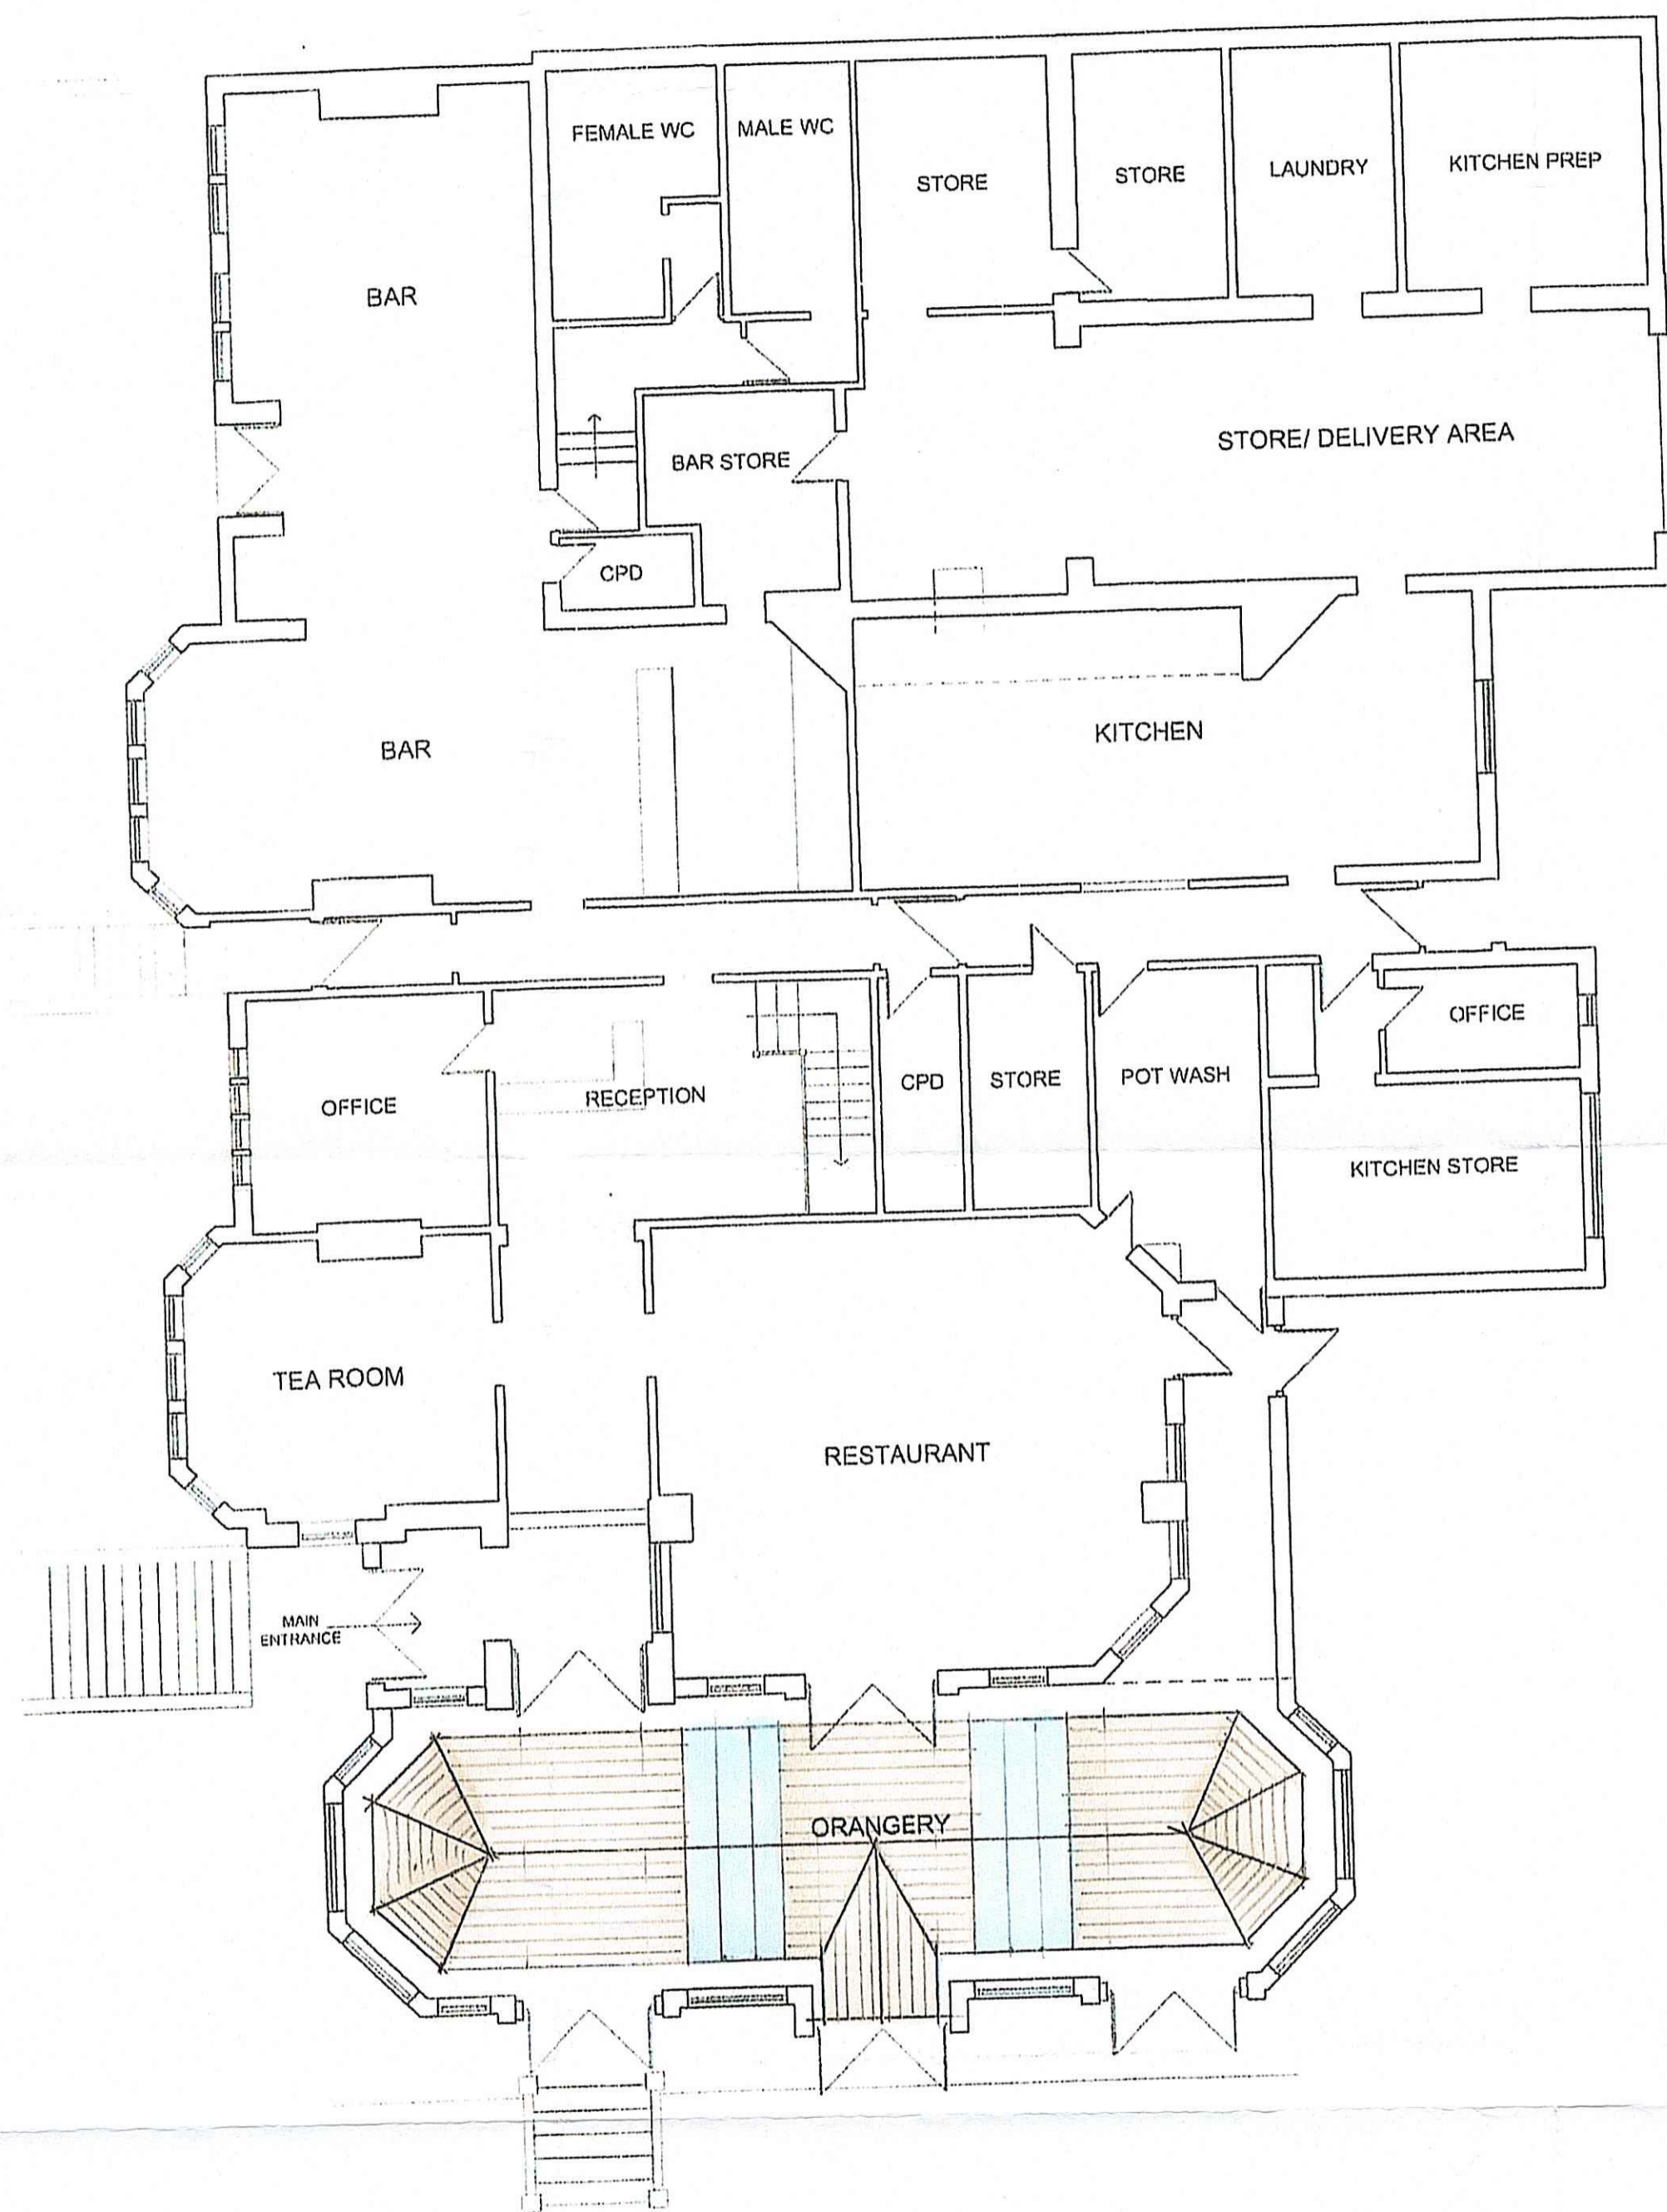 FEMALE WC
MALE WC
STORE
STORE
LAUNDRY
KITCHEN PREP
BAR
BAR STORE
STORE/ DELIVERY AREA
CPD
BAR
KITCHEN
OFFICE
RECEPTION
CPD
STORE
POT WASH
OFFICE
KITCHEN STORE
TEA ROOM
RESTAURANT
MAIN
ENTRANCE
ORANGERY